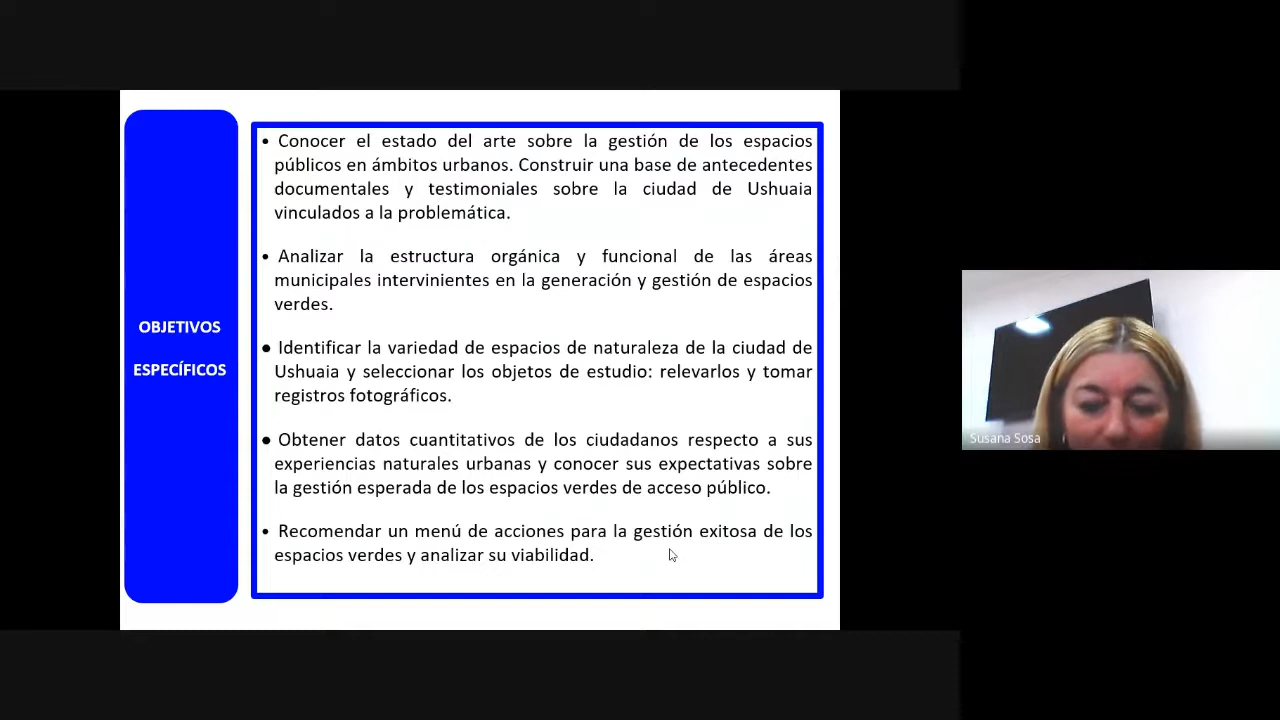 OBJETIVOS
ESPECÍFICOS
• Conocer el estado del arte sobre la gestión de los espacios
públicos en ámbitos urbanos. Construir una base de antecedentes
documentales y testimoniales sobre la ciudad de Ushuaia
vinculados a la problemática.
• Analizar la estructura orgánica y funcional de las áreas
municipales intervinientes en la generación y gestión de espacios
verdes.
• Identificar la variedad de espacios de naturaleza de la ciudad de
Ushuaia y seleccionar los objetos de estudio: relevarlos y tomar
registros fotográficos.
• Obtener datos cuantitativos de los ciudadanos respecto a sus
experiencias naturales urbanas y conocer sus expectativas sobre
la gestión esperada de los espacios verdes de acceso público.
• Recomendar un menú de acciones para la gestión exitosa de los
espacios verdes y analizar su viabilidad.
Susana Sosa